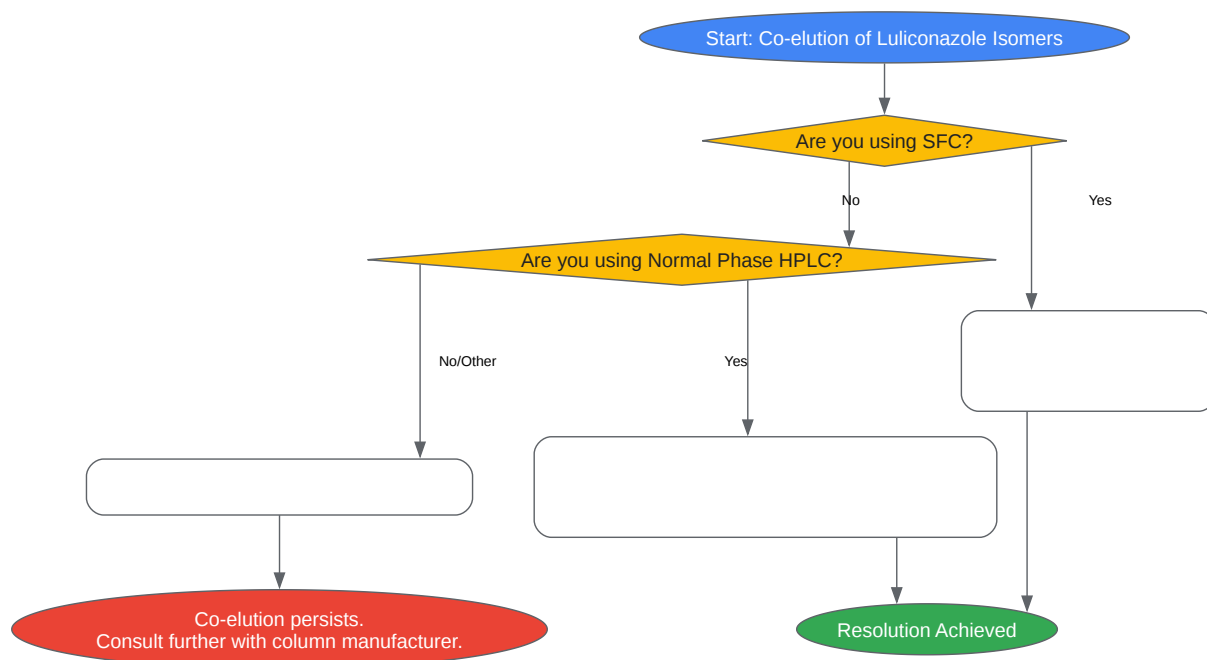 Start: Co-elution of Luliconazole Isomers
Are you using SFC?
No
Yes
Are you using Normal Phase HPLC?
No/Other
Yes
Co-elution persists.
Consult further with column manufacturer.
Resolution Achieved